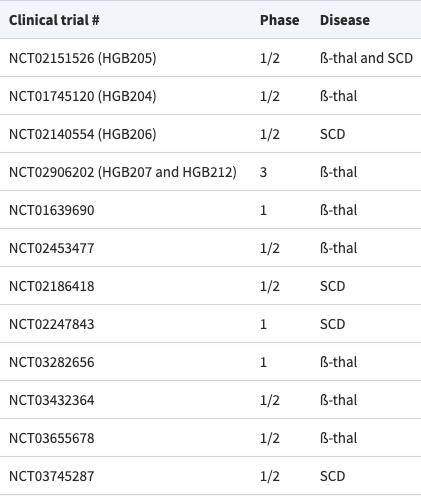 Clinical trial # Phase Disease
NCT02151526 (HGB205) 1/2 ß-thal and SCD
NCT01745120 (HGB204) 1/2 ß-thal
NCT02140554 (HGB206) 1/2 SCD
NCT02906202 (HGB207 and HGB212) 3 ß-thal
NCT01639690 1 ß-thal
NCT02453477 1/2 ß-thal
NCT02186418 1/2 SCD
NCT02247843 1 SCD
NCT03282656 1 ß-thal
NCT03432364 1/2 ß-thal
NCT03655678 1/2 ß-thal
NCT03745287 1/2 SCD